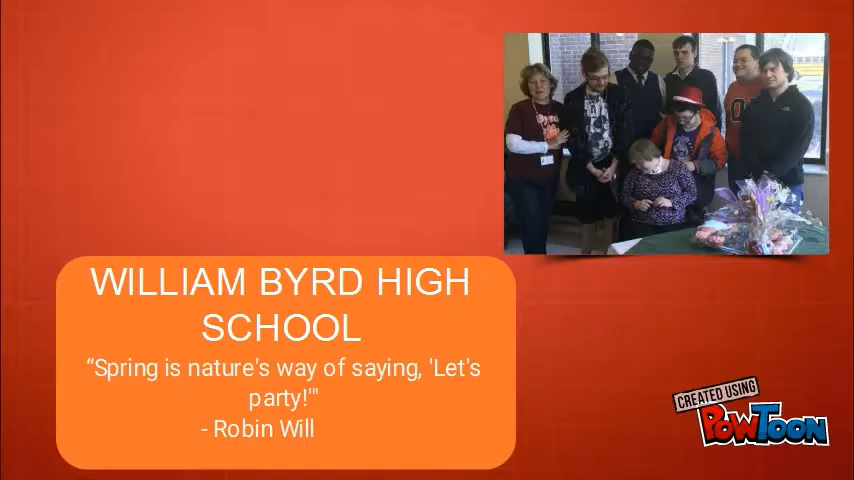 WILLIAM BYRD HIGH
SCHOOL
“Spring is nature's way of saying, 'Let's
party!'"
- Robin Will
CREATED USING
POWTOON